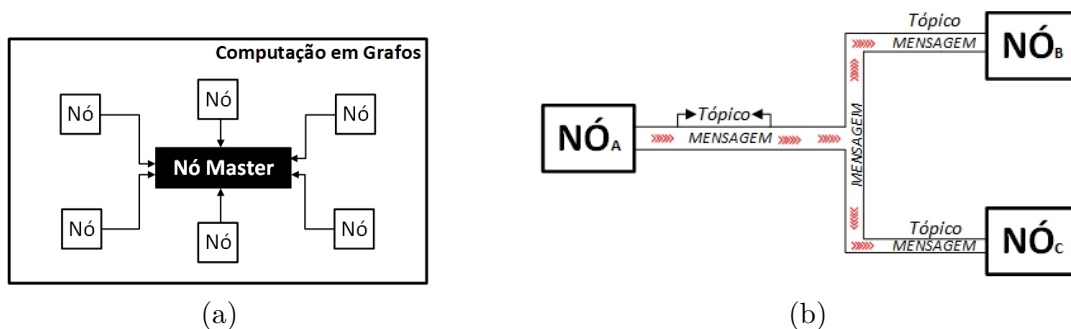 Computação em Grafos
Nó
Nó
Nó
Nó Master
Nó
Nó
Nó
(a)
Tópico
MENSAGEM
NÓB
Tópico
MENSAGEM
NÓA
MENSAGEM
Tópico
MENSAGEM
NÓC
(b)